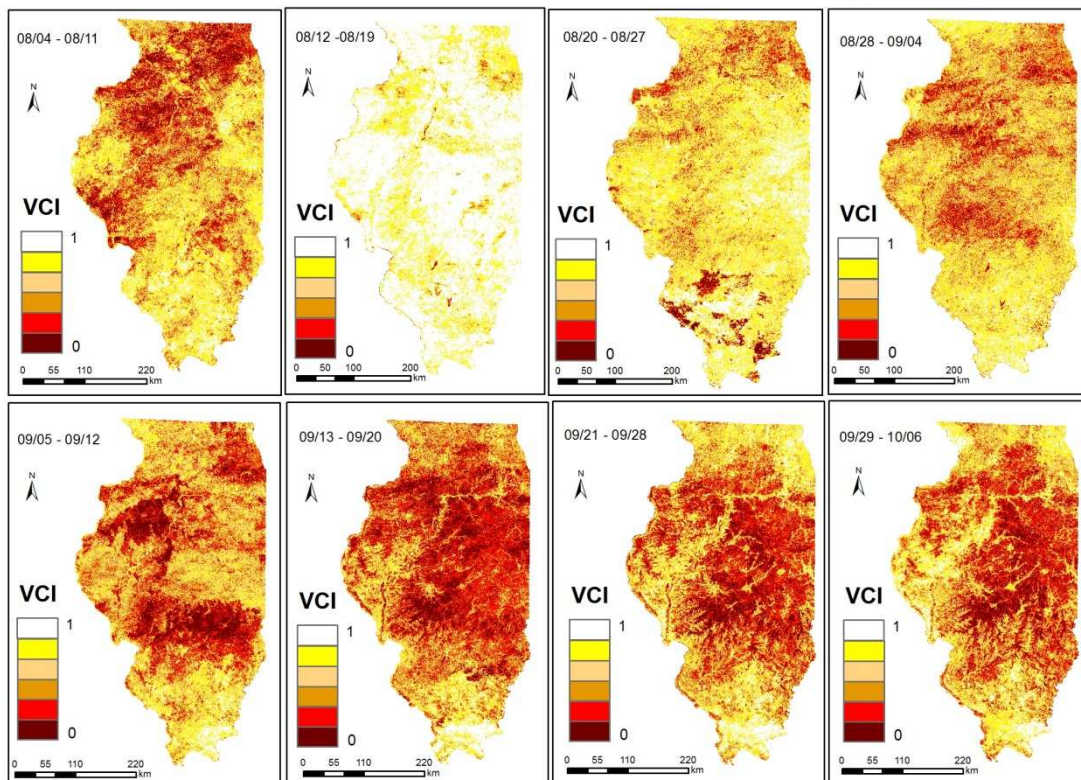 08/04 - 08/11
N
VCI
1
0
0 55 110 220
km
08/12 -08/19
N
VCI
1
0
0 50 100 200
km
08/20 - 08/27
N
VCI
1
0
0 50 100 200
km
08/28 - 09/04
N
VCI
1
0
0 50 100 200
km
09/05 - 09/12
N
VCI
1
0
0 55 110 220
km
09/13 - 09/20
N
VCI
1
0
0 55 110 220
km
09/21 - 09/28
N
VCI
1
0
0 55 110 220
km
09/29 - 10/06
N
VCI
1
0
0 55 110 220
km